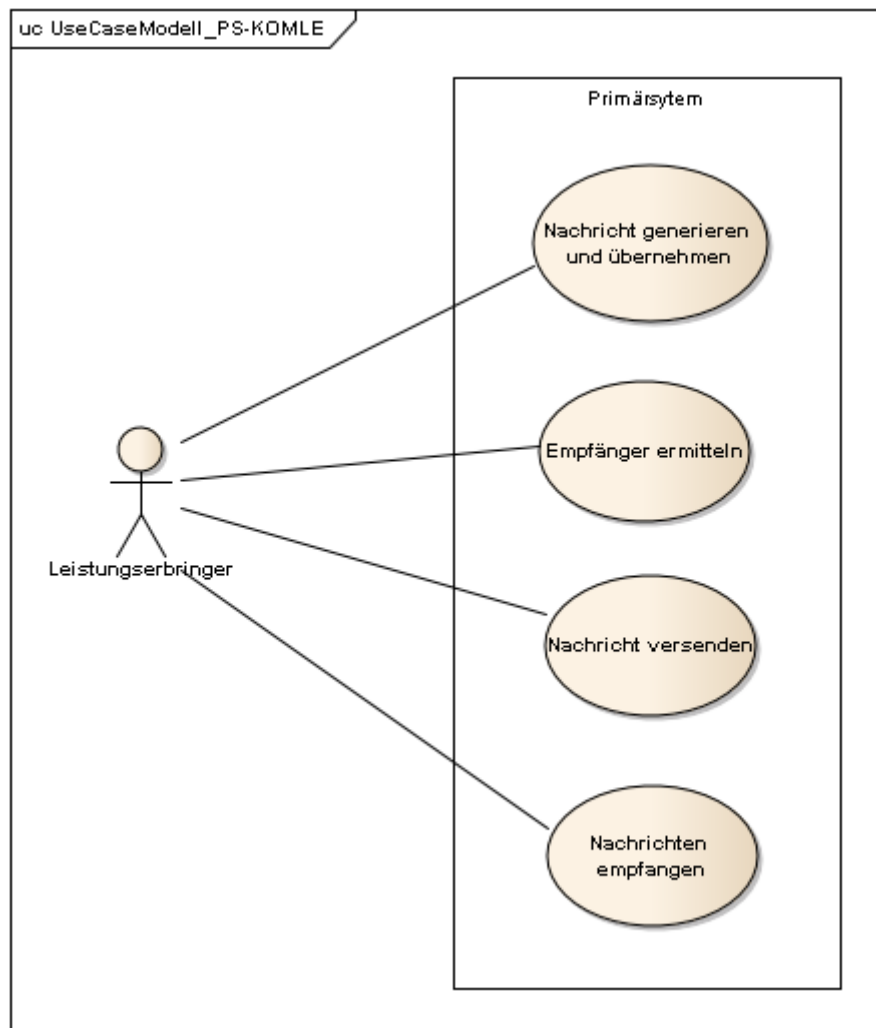 uc UseCaseModell_PS-KOMLE
Primärsytem
Nachricht generieren
und übernehmen
Empfänger ermitteln
Leistungserbringer
Nachricht versenden
Nachrichten
empfangen